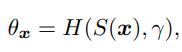 θ_𝒙 = H(S(𝒙), γ),